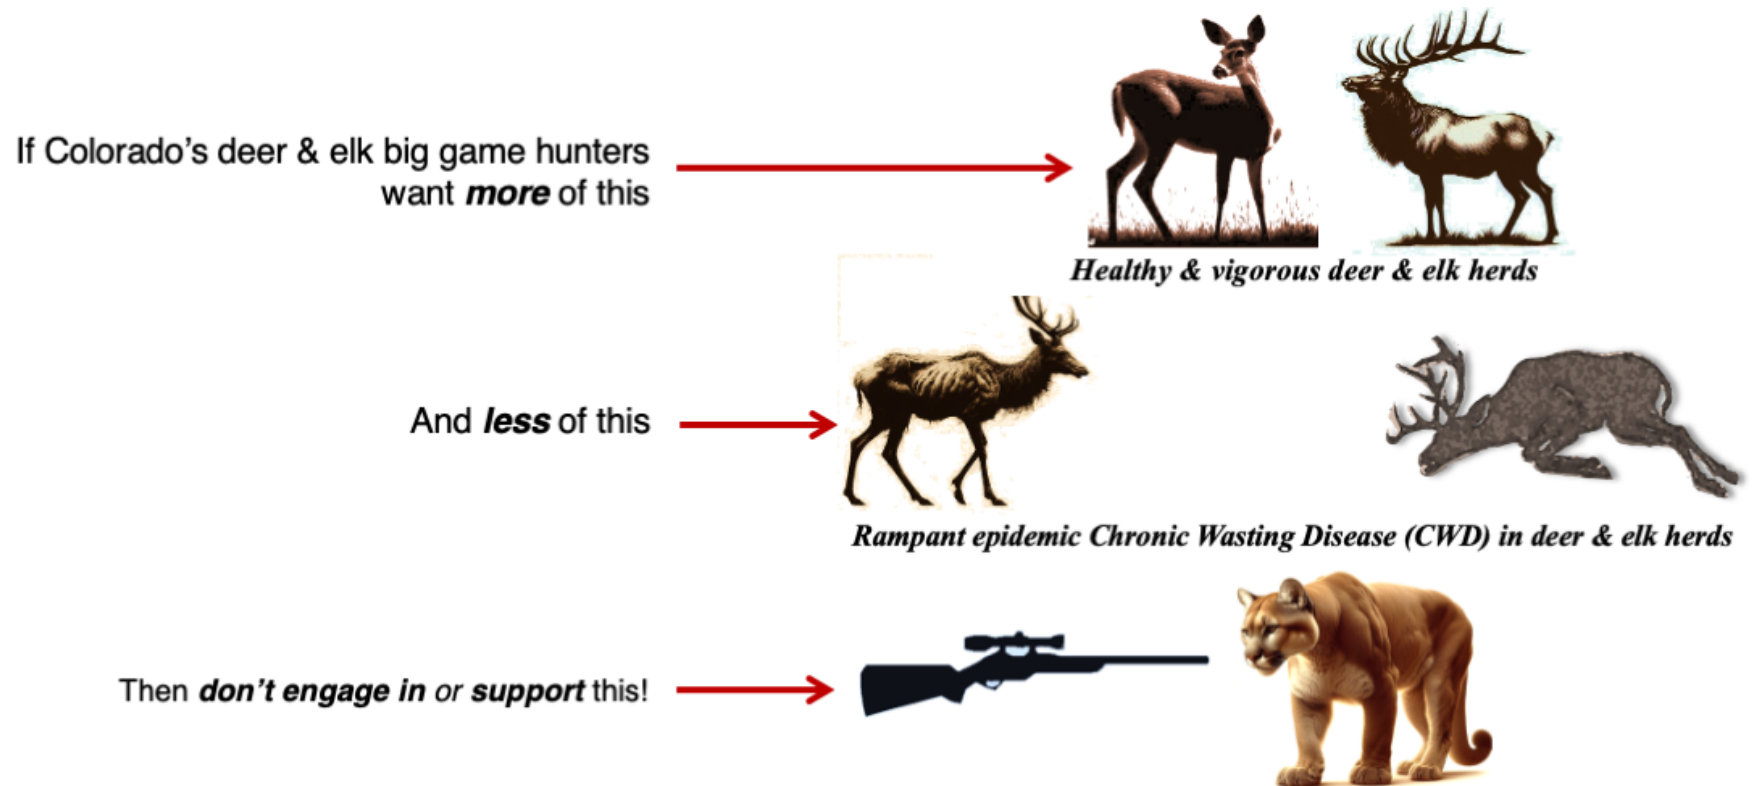 If Colorado’s deer & elk big game hunters
want more of this
Healthy & vigorous deer & elk herds
And less of this
Rampant epidemic Chronic Wasting Disease (CWD) in deer & elk herds
Then don’t engage in or support this!